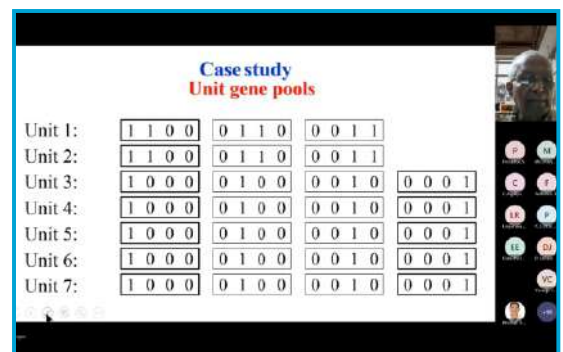 Case study
Unit gene pools
Unit 1: 1 1 0 0 0 1 1 0 0 0 1 1
Unit 2: 1 1 0 0 0 1 1 0 0 0 1 1
Unit 3: 1 0 0 0 0 1 0 0 0 0 1 0 0 0 0 1
Unit 4: 1 0 0 0 0 1 0 0 0 0 1 0 0 0 0 1
Unit 5: 1 0 0 0 0 1 0 0 0 0 1 0 0 0 0 1
Unit 6: 1 0 0 0 0 1 0 0 0 0 1 0 0 0 0 1
Unit 7: 1 0 0 0 0 1 0 0 0 0 1 0 0 0 0 1
P M
C F
LR P
EE DJ
VC